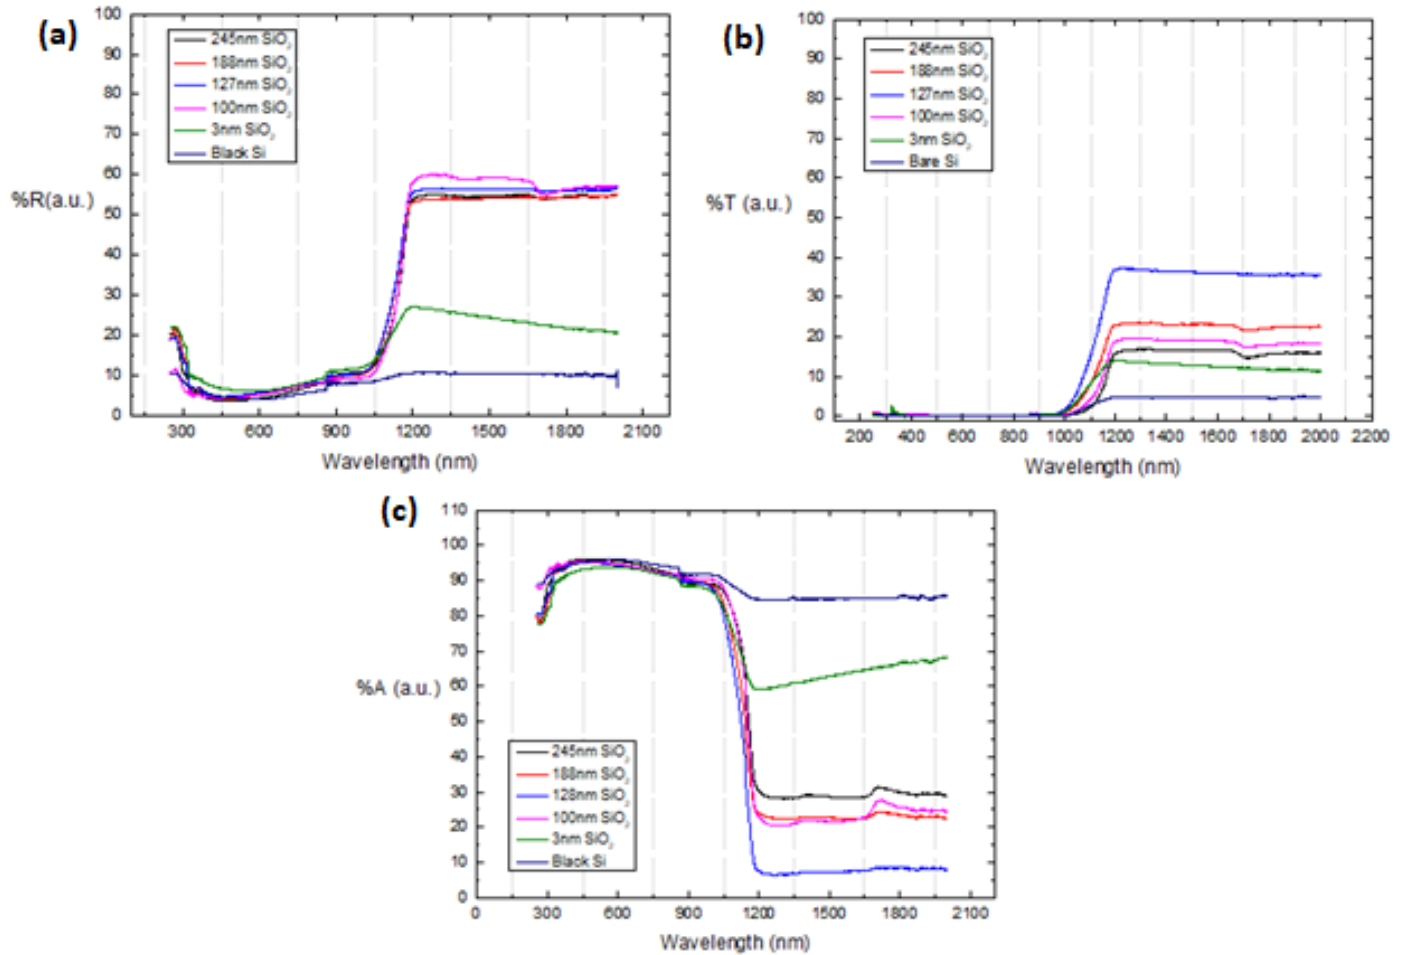 (a)
100
90
80
70
60
50
40
30
20
10
0
%R(a.u.)
245nm SiO₂
188nm SiO₂
127nm SiO₂
100nm SiO₂
3nm SiO₂
Black Si
300 600 900 1200 1500 1800 2100
Wavelength (nm)
(b)
100
90
80
70
60
50
40
30
20
10
0
%T (a.u.)
245nm SiO₂
188nm SiO₂
127nm SiO₂
100nm SiO₂
3nm SiO₂
Bare Si
200 400 600 800 1000 1200 1400 1600 1800 2000 2200
Wavelength (nm)
(c)
110
100
90
80
70
60
50
40
30
20
10
0
%A (a.u.)
245nm SiO₂
188nm SiO₂
128nm SiO₂
100nm SiO₂
3nm SiO₂
Black Si
0 300 600 900 1200 1500 1800 2100
Wavelength (nm)